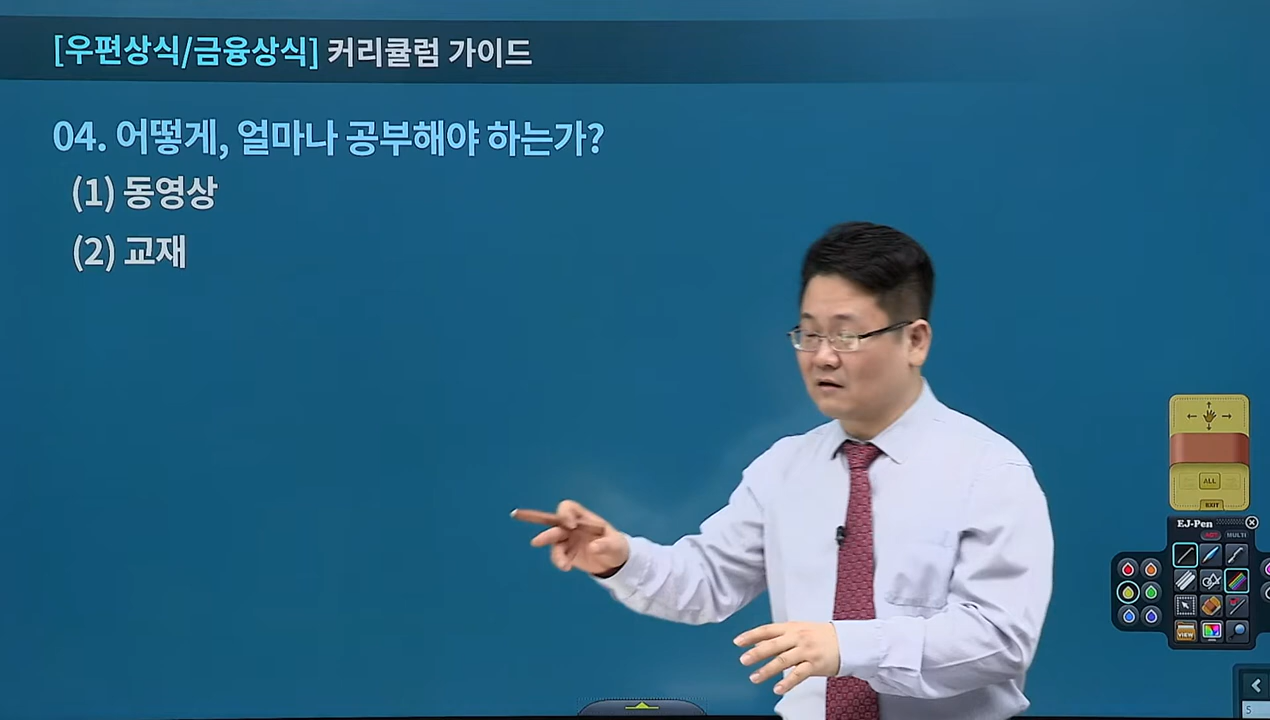 [우편상식/금융상식] 커리큘럼 가이드
04. 어떻게, 얼마나 공부해야 하는가?
(1) 동영상
(2) 교재
ALL
EXIT
EJ-Pen
MULTI
VIEW
5